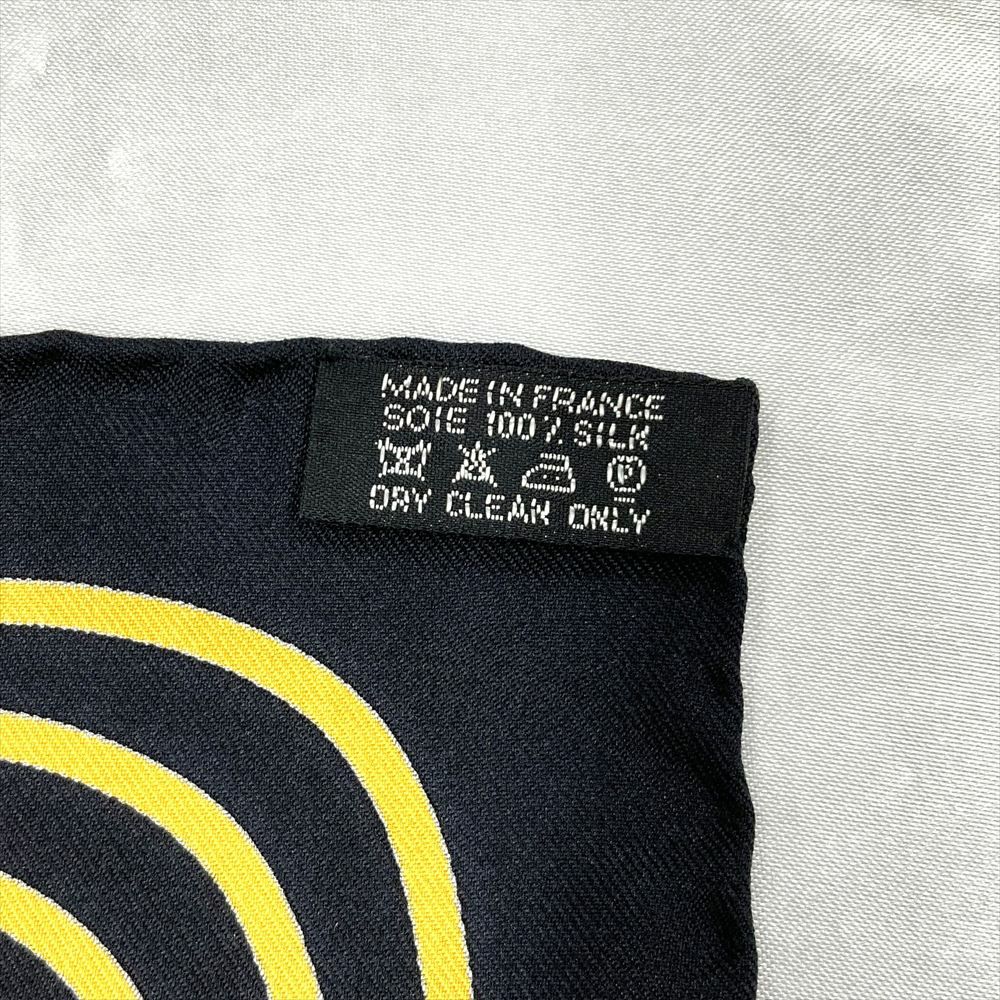 MADE IN FRANCE
SOIE 100% SILK
P
DRY CLEAN ONLY